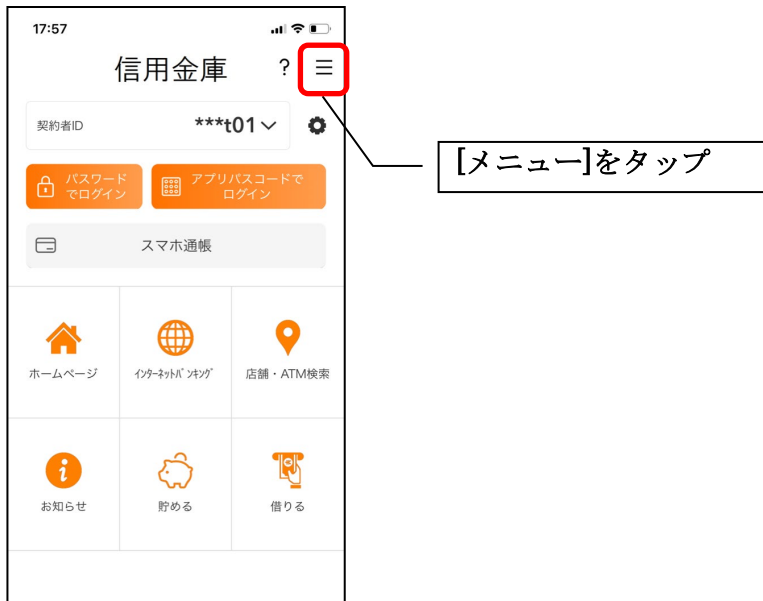 17:57
信用金庫 ?
契約者ID ***t01
パスワード
でログイン
アプリパスコードで
ログイン
スマホ通帳
[メニュー]をタップ
ホームページ
インターネットバンキング
店舗・ATM検索
お知らせ
貯める
借りる